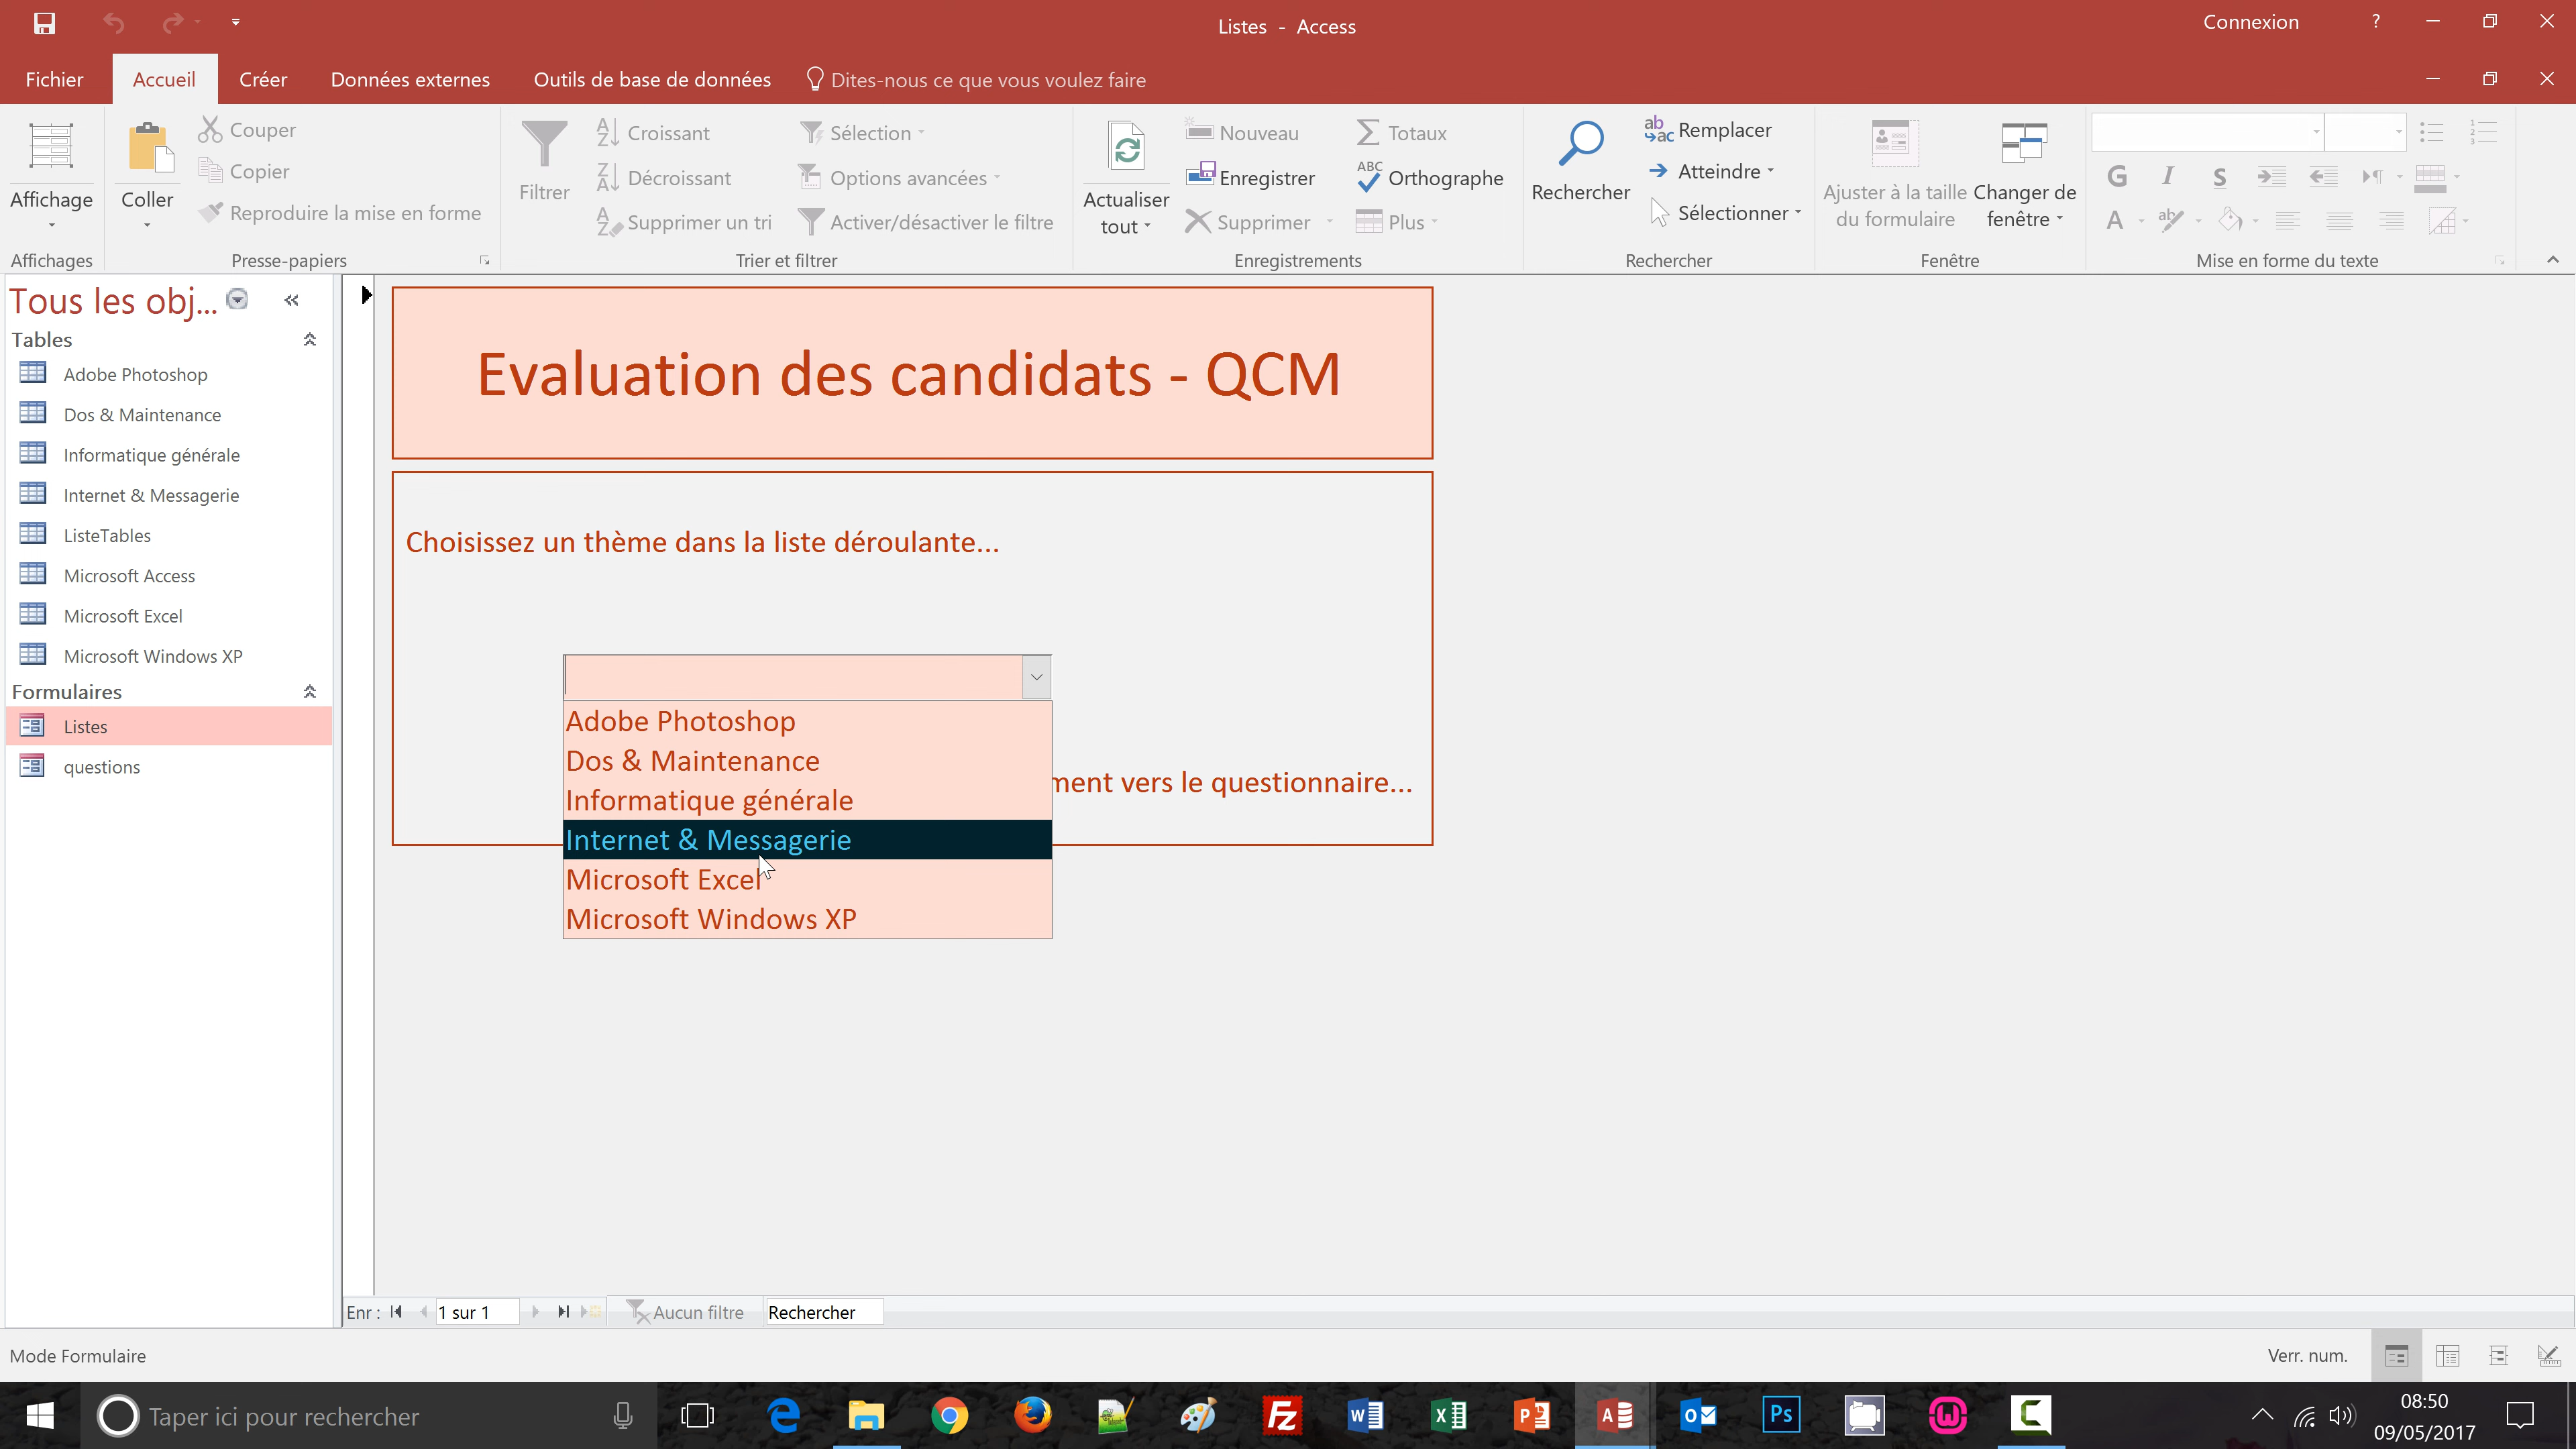 Listes - Access
Connexion
?
Fichier
Accueil
Créer
Données externes
Outils de base de données
Dites-nous ce que vous voulez faire
Affichage
Affichages
Coller
Couper
Copier
Reproduire la mise en forme
Presse-papiers
Filtrer
Croissant
Décroissant
Supprimer un tri
Sélection
Options avancées
Activer/désactiver le filtre
Trier et filtrer
Actualiser
tout
Nouveau
Enregistrer
Supprimer
Totaux
Orthographe
Plus
Enregistrements
Rechercher
Remplacer
Atteindre
Sélectionner
Rechercher
Ajuster à la taille
du formulaire
Changer de
fenêtre
Fenêtre
G I S
A
Mise en forme du texte
Tous les obj...
Tables
Adobe Photoshop
Dos & Maintenance
Informatique générale
Internet & Messagerie
ListeTables
Microsoft Access
Microsoft Excel
Microsoft Windows XP
Formulaires
Listes
questions
Evaluation des candidats - QCM
Choisissez un thème dans la liste déroulante...
Adobe Photoshop
Dos & Maintenance
Informatique générale
Internet & Messagerie
Microsoft Excel
Microsoft Windows XP
ment vers le questionnaire...
Enr :
1 sur 1
Aucun filtre
Rechercher
Mode Formulaire
Verr. num.
Taper ici pour rechercher
08:50
09/05/2017